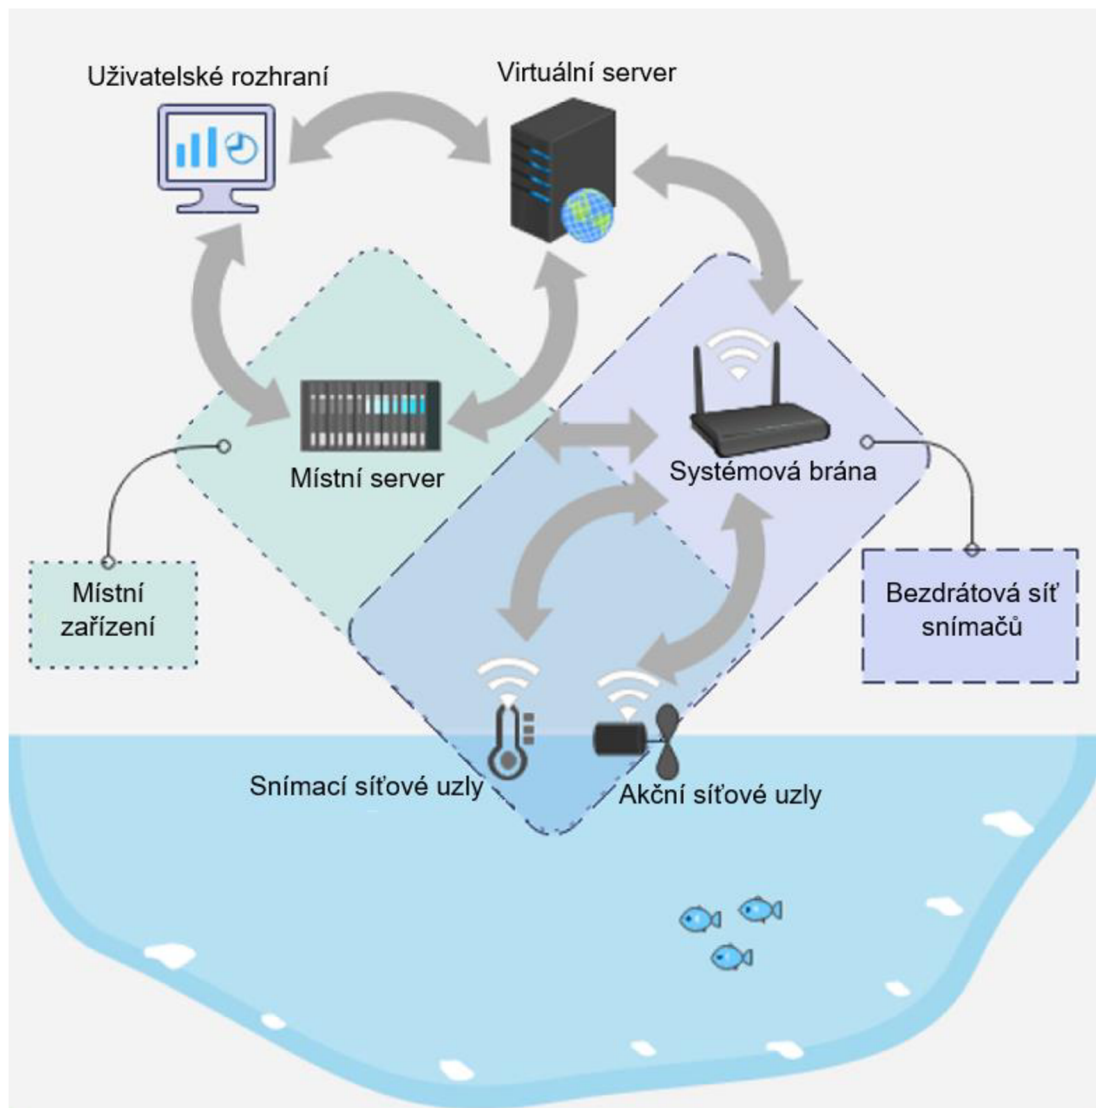 Uživatelské rozhraní
Virtuální server
Místní server
Systémová brána
Místní
zařízení
Bezdrátová síť
snímačů
Snímací síťové uzly
Akční síťové uzly